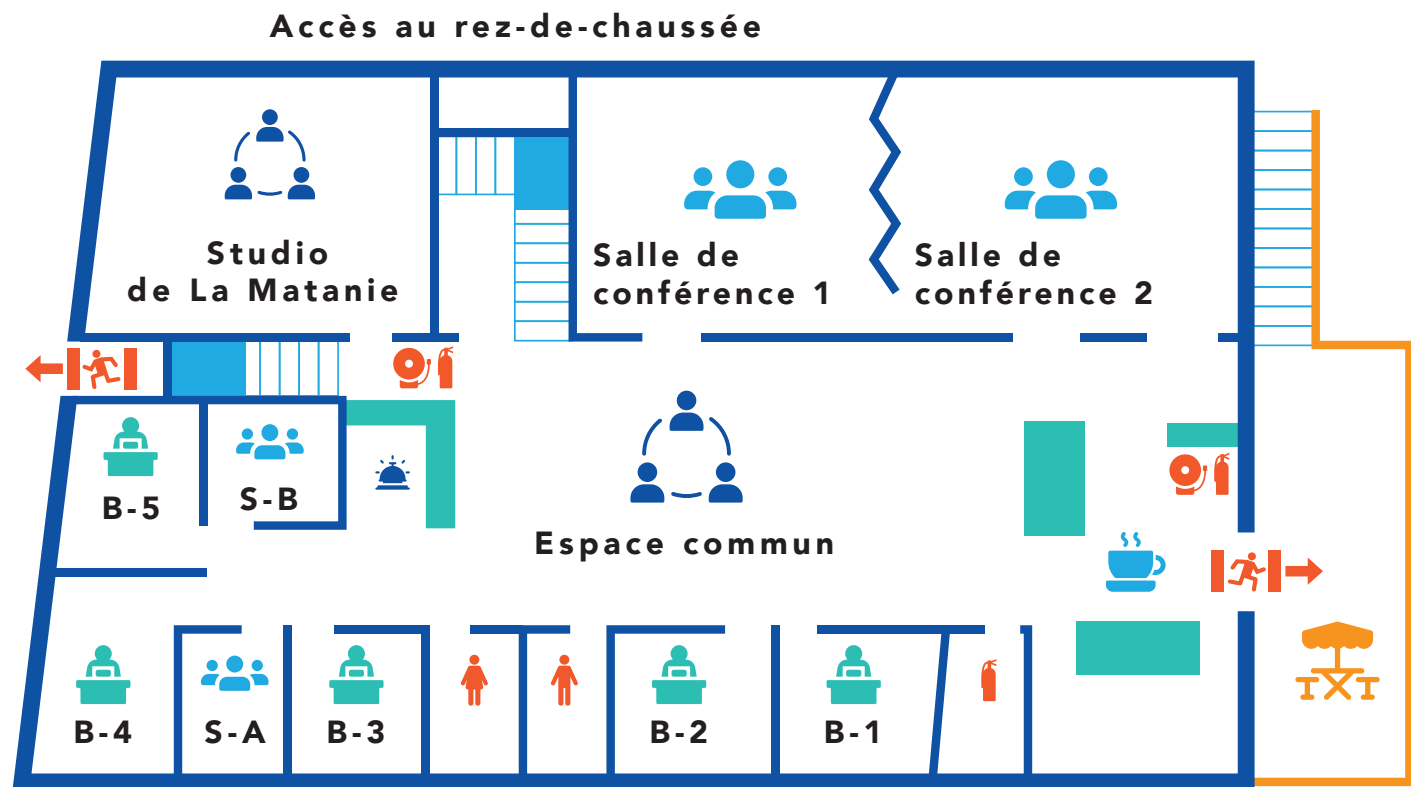 Accès au rez-de-chaussée
Studio
de La Matanie
Salle de
conférence 1
Salle de
conférence 2
B-5
S-B
Espace commun
B-4
S-A
B-3
B-2
B-1